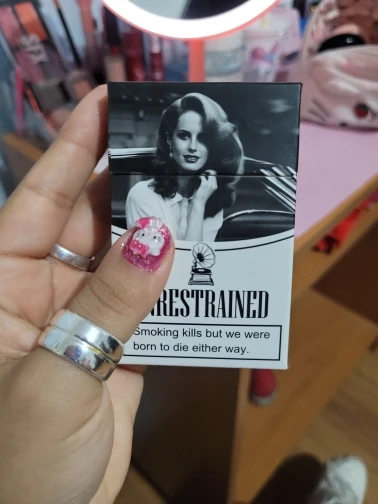 RESTRAINED
Smoking kills but we were
born to die either way.